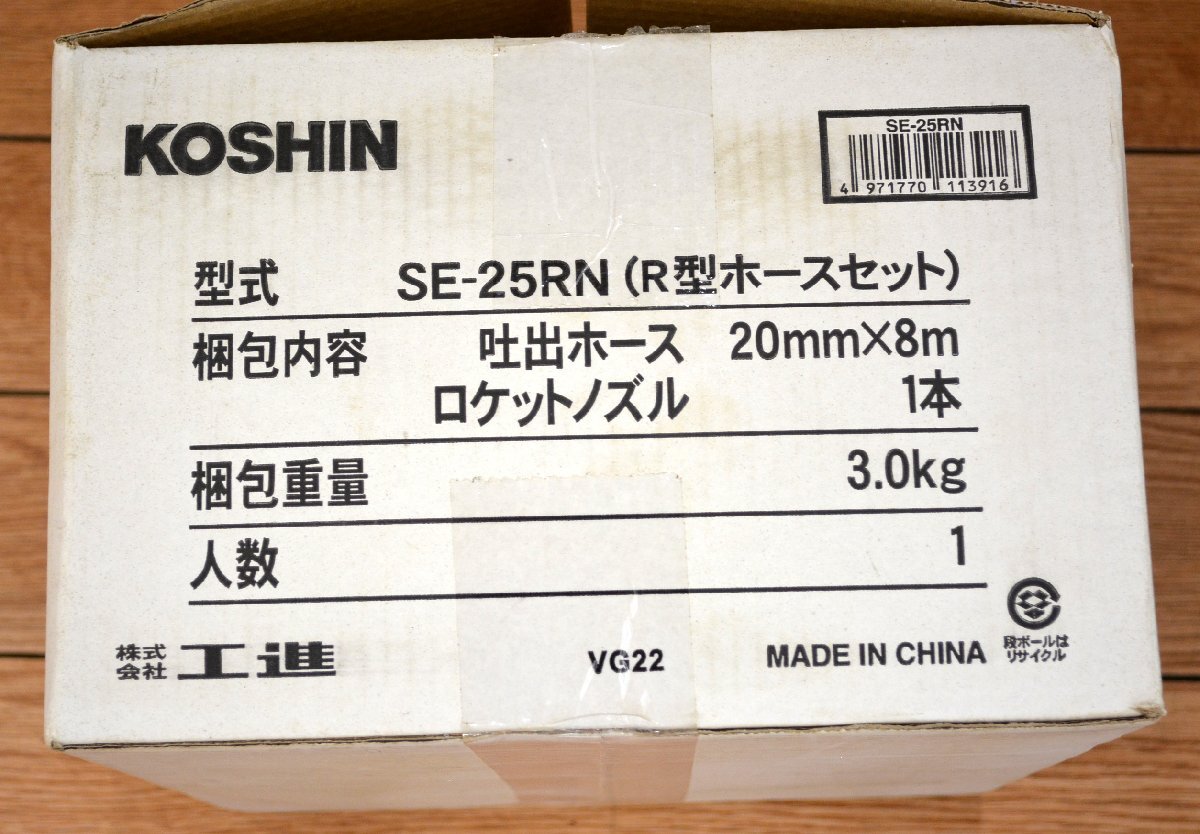 KOSHIN
SE-25RN
4 971770 113916
型式 SE-25RN (R型ホースセット)
梱包内容 吐出ホース 20mm×8m
ロケットノズル 1本
梱包重量 3.0kg
人数 1
株式会社 工進
VG22
MADE IN CHINA
段ボールは
リサイクル